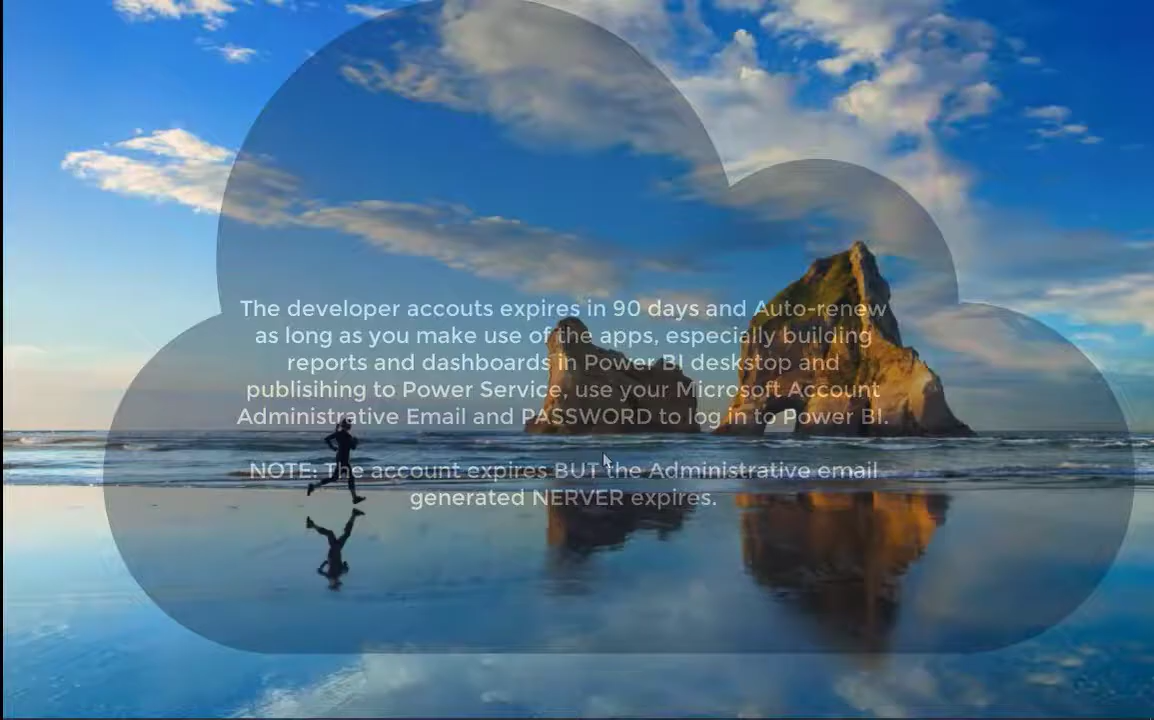 The developer accouts expires in 90 days and Auto-renew
as long as you make use of the apps, especially building
reports and dashboards in Power BI deskstop and
publisihing to Power Service, use your Microsoft Account
Administrative Email and PASSWORD to log in to Power BI.
NOTE: The account expires BUT the Administrative email
generated NERVER expires.